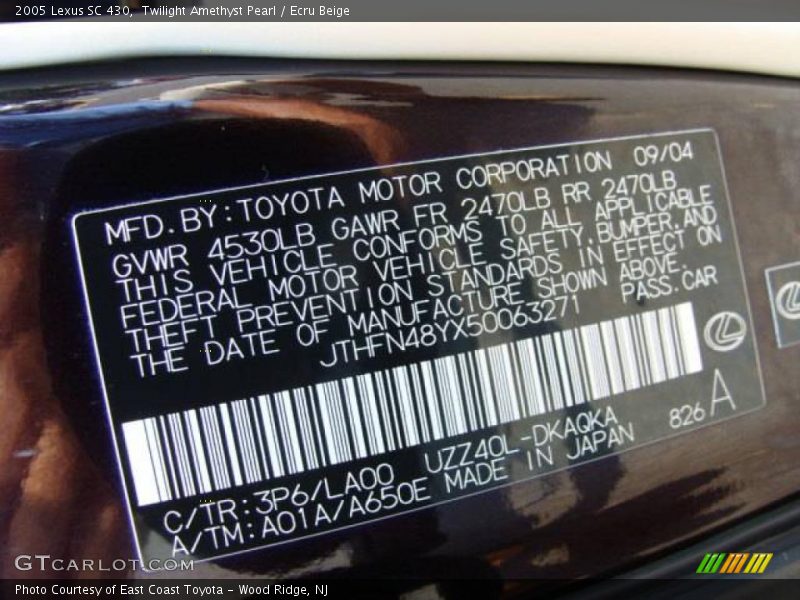 2005 Lexus SC 430, Twilight Amethyst Pearl / Ecru Beige
MFD. BY: TOYOTA MOTOR CORPORATION 09/04
GVWR 4530LB GAWR FR 2470LB RR 2470LB
THIS VEHICLE CONFORMS TO ALL APPLICABLE
FEDERAL MOTOR VEHICLE SAFETY, BUMPER, AND
THEFT PREVENTION STANDARDS IN EFFECT ON
THE DATE OF MANUFACTURE SHOWN ABOVE.
JTHFN48YX50063271 PASS. CAR
C/TR: 3P6/LA00 UZZ40L-DKAQKA 826 A
A/TM: A01A/A650E MADE IN JAPAN
GTCARLOT.COM
Photo Courtesy of East Coast Toyota - Wood Ridge, NJ